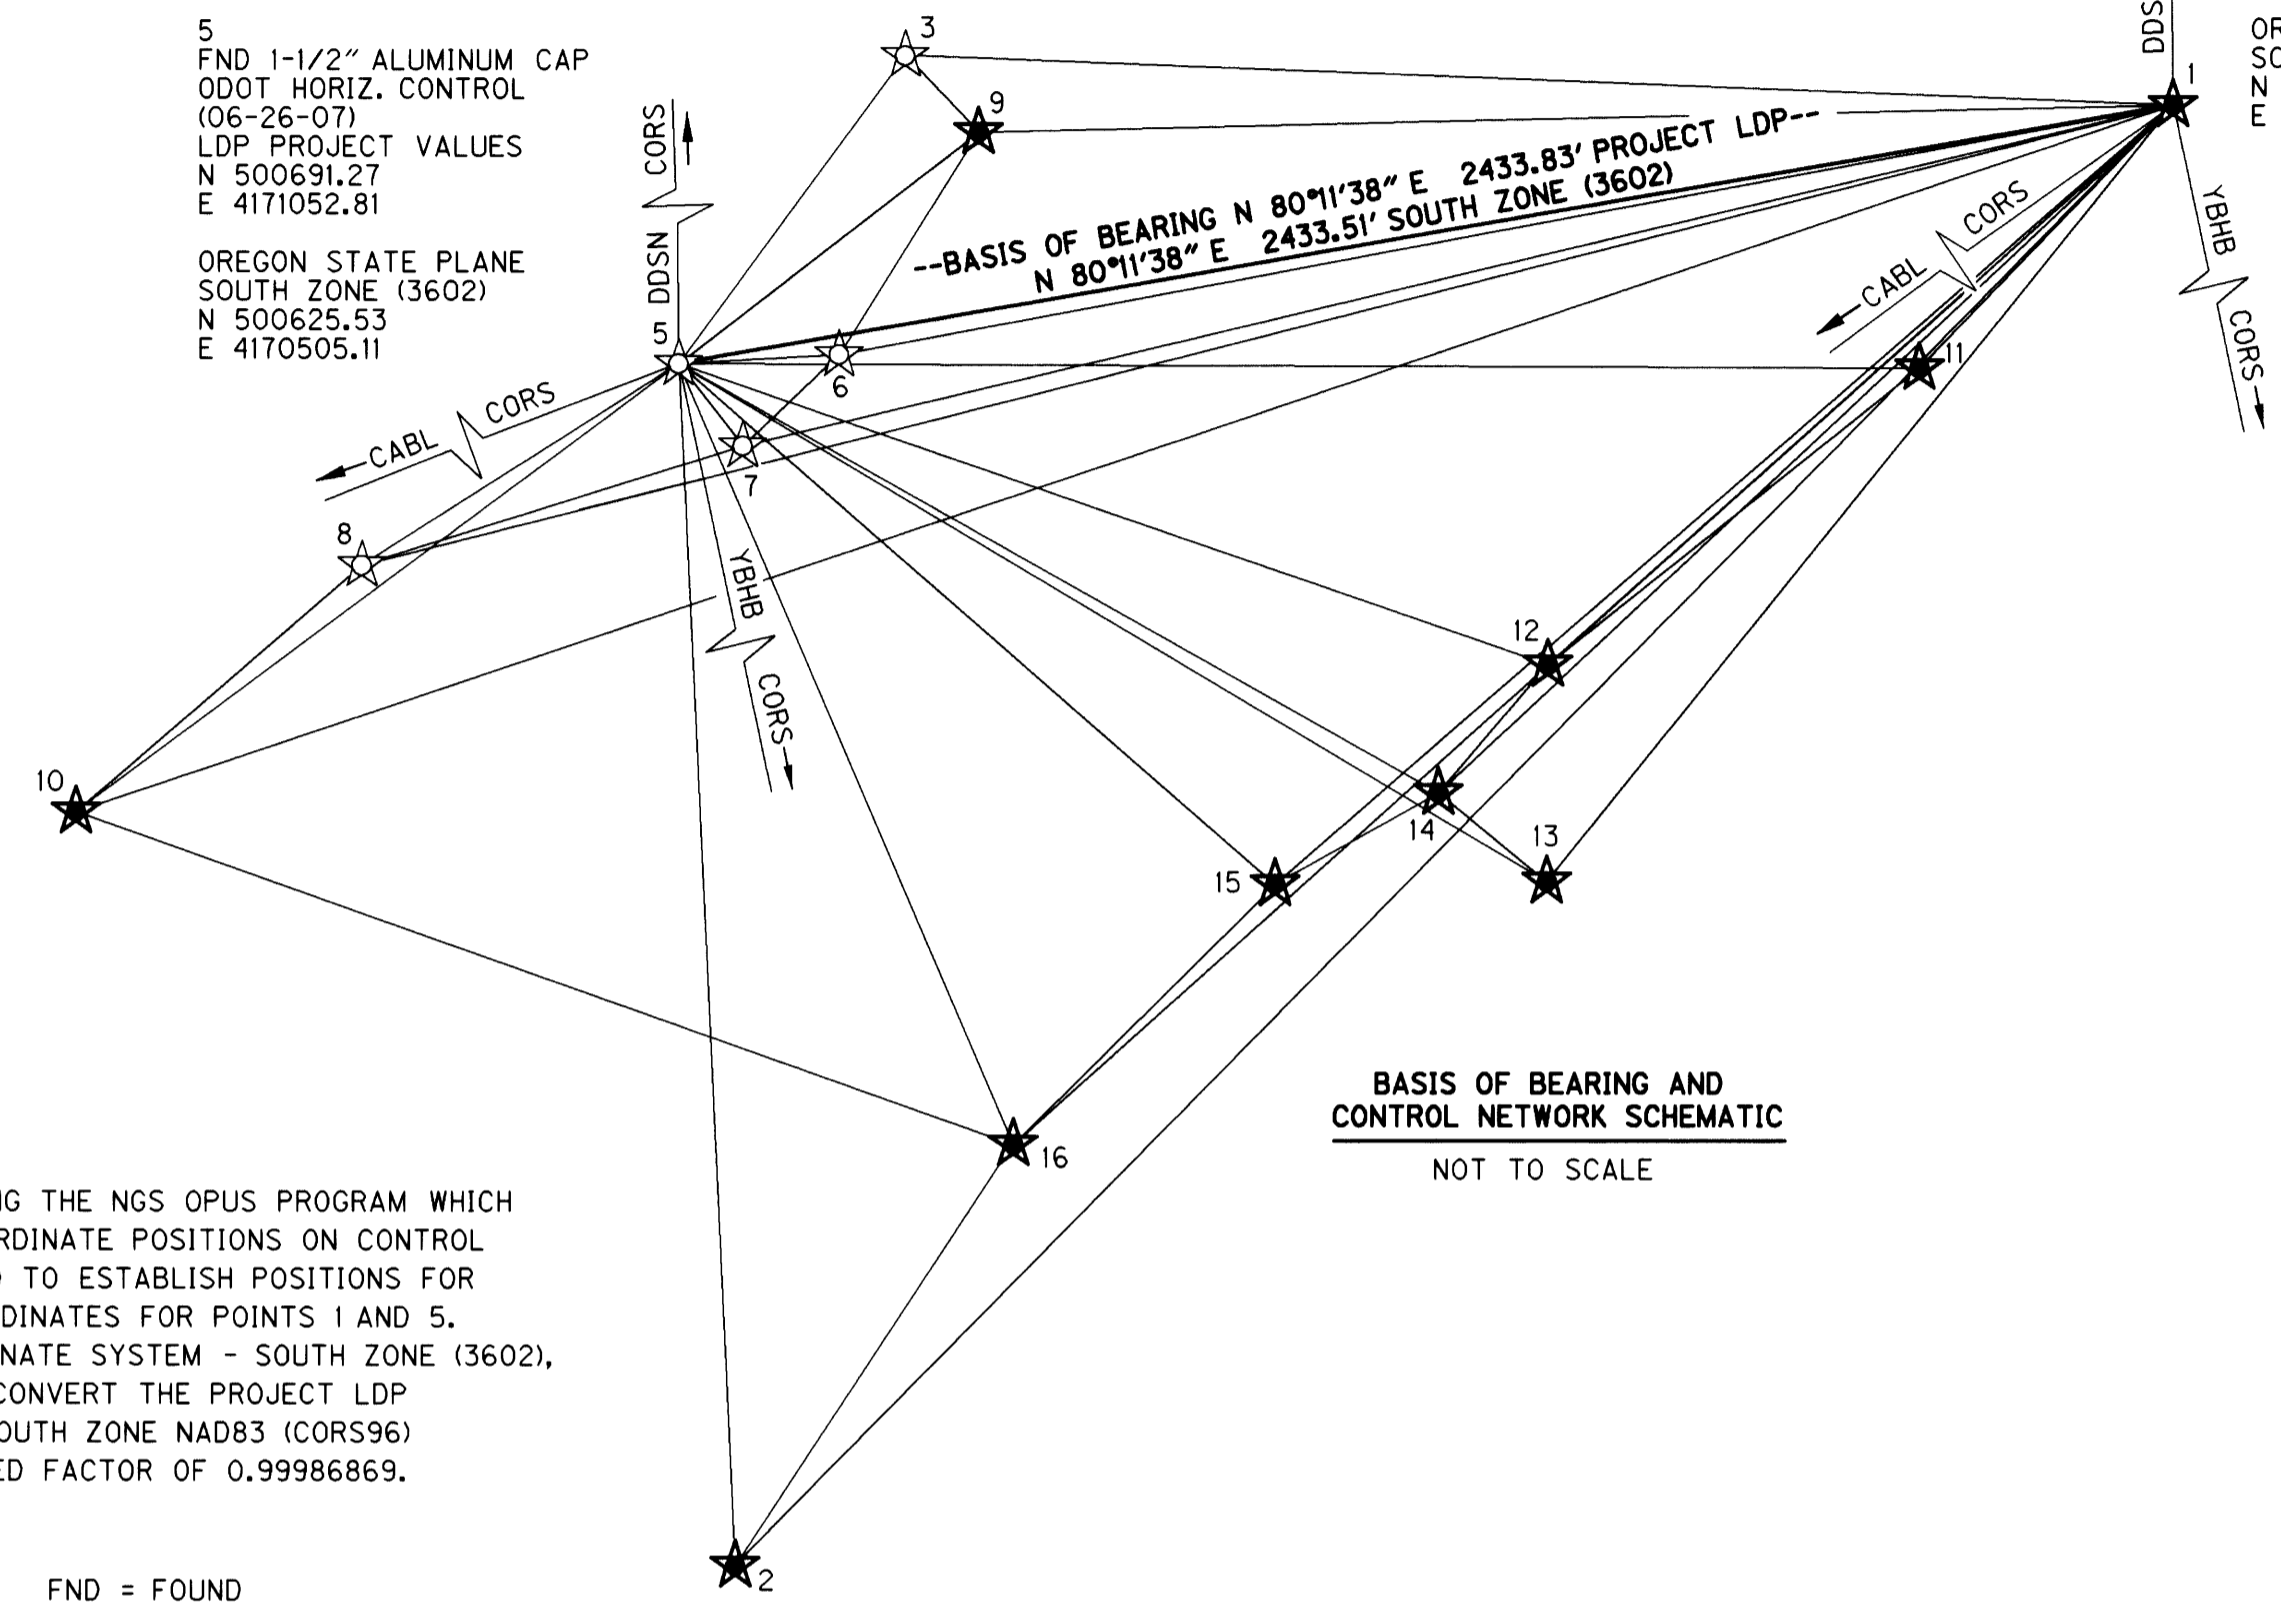 5
FND 1-1/2" ALUMINUM CAP
ODOT HORIZ. CONTROL
(06-26-07)
LDP PROJECT VALUES
N 500691.27
E 4171052.81
OREGON STATE PLANE
SOUTH ZONE (3602)
N 500625.53
E 4170505.11
3
9
CORS
DDSN
5
--BASIS OF BEARING N 80°11'38" E 2433.83' PROJECT LDP--
N 80°11'38" E 2433.51' SOUTH ZONE (3602)
DDS
1
OR
SO
N
E
YBHB
CORS
CORS
CABL
11
6
7
CORS
CABL
8
YBHB
CORS
10
12
14
13
15
16
2
BASIS OF BEARING AND
CONTROL NETWORK SCHEMATIC
NOT TO SCALE
NG THE NGS OPUS PROGRAM WHICH
RDINATE POSITIONS ON CONTROL
TO ESTABLISH POSITIONS FOR
DINATES FOR POINTS 1 AND 5.
NATE SYSTEM - SOUTH ZONE (3602),
CONVERT THE PROJECT LDP
OUTH ZONE NAD83 (CORS96)
ED FACTOR OF 0.99986869.
FND = FOUND